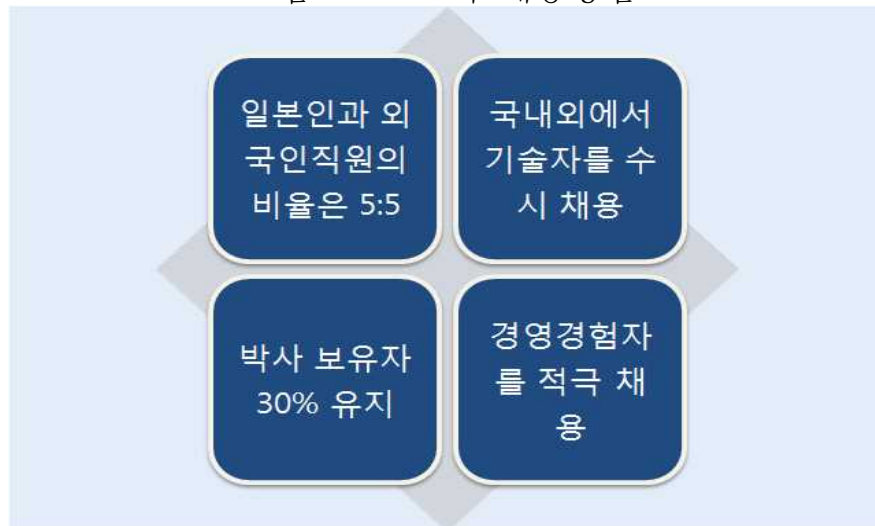 일본인과 외
국인직원의
비율은 5:5
국내외에서
기술자를 수
시 채용
박사 보유자
30% 유지
경영경험자
를 적극 채
용